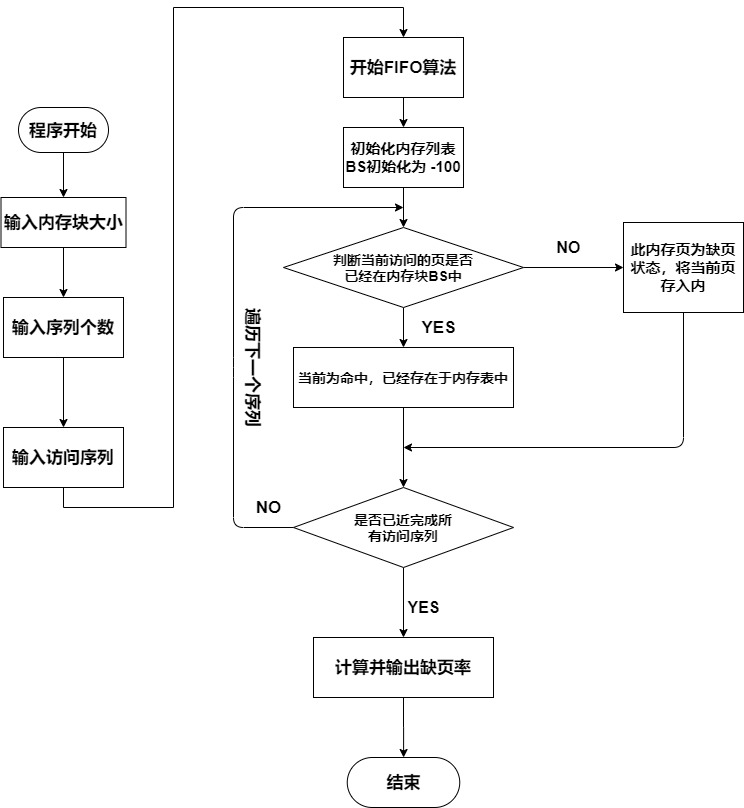 程序开始
输入内存块大小
输入序列个数
输入访问序列
开始FIFO算法
初始化内存列表
BS初始化为 -100
判断当前访问的页是否
已经在内存块BS中
NO
此内存页为缺页
状态，将当前页
存入内
YES
当前为命中，已经存在于内存表中
遍历下一个序列
是否已近完成所
有访问序列
NO
YES
计算并输出缺页率
结束